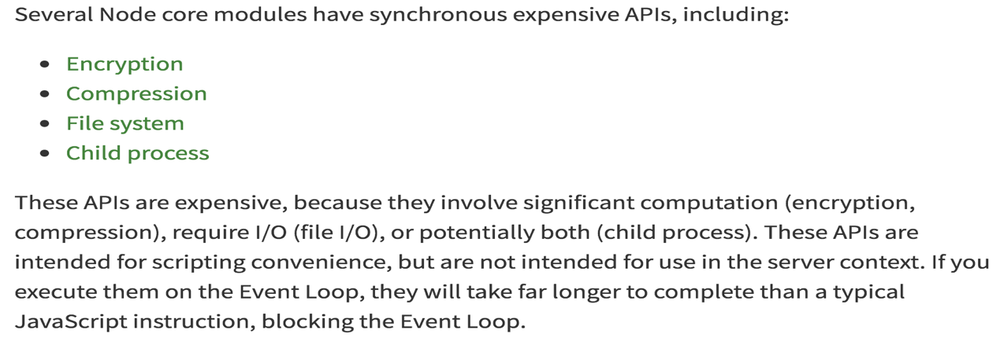 Several Node core modules have synchronous expensive APIs, including:
• Encryption
• Compression
• File system
• Child process
These APIs are expensive, because they involve significant computation (encryption,
compression), require I/O (file I/O), or potentially both (child process). These APIs are
intended for scripting convenience, but are not intended for use in the server context. If you
execute them on the Event Loop, they will take far longer to complete than a typical
JavaScript instruction, blocking the Event Loop.